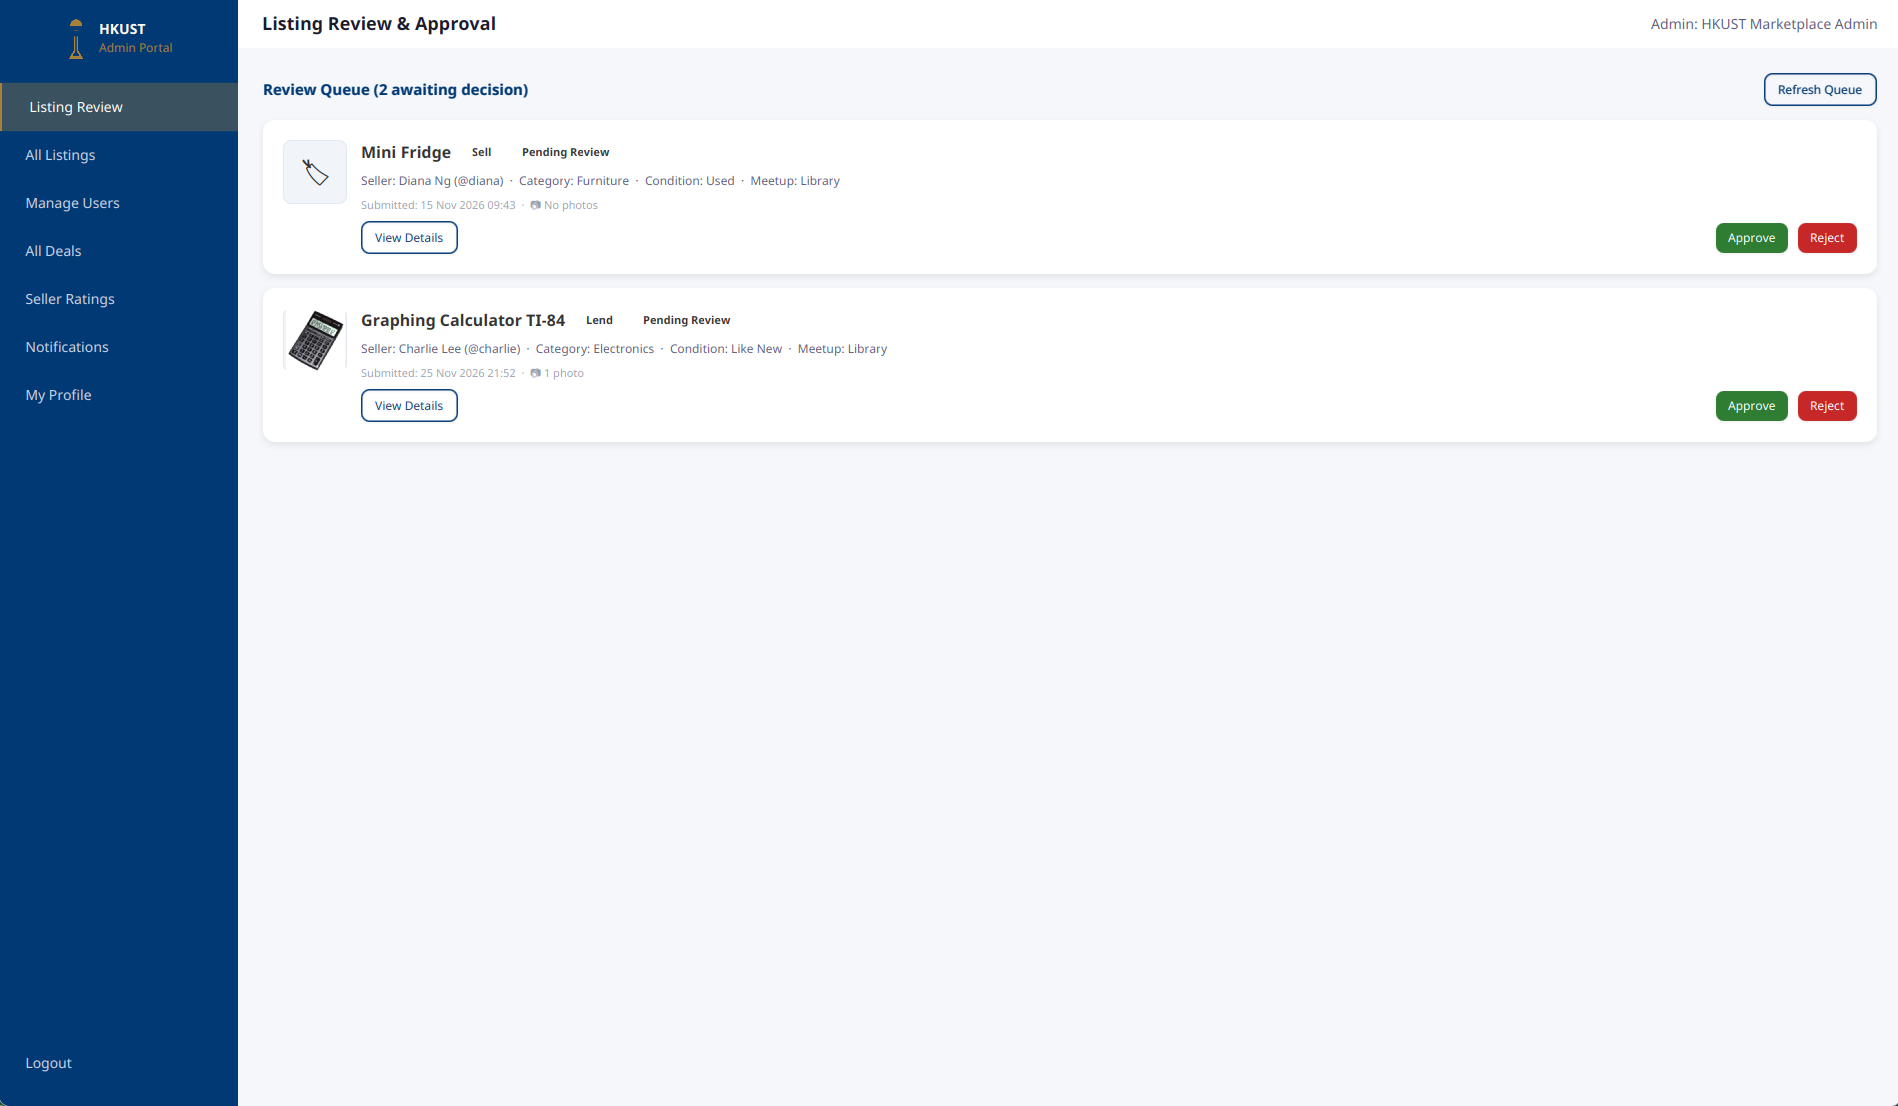 HKUST
Admin Portal
Listing Review
All Listings
Manage Users
All Deals
Seller Ratings
Notifications
My Profile
Logout
Listing Review & Approval
Admin: HKUST Marketplace Admin
Review Queue (2 awaiting decision)
Refresh Queue
Mini Fridge Sell Pending Review
Seller: Diana Ng (@diana) · Category: Furniture · Condition: Used · Meetup: Library
Submitted: 15 Nov 2026 09:43 · 📷 No photos
View Details
Approve Reject
Graphing Calculator TI-84 Lend Pending Review
Seller: Charlie Lee (@charlie) · Category: Electronics · Condition: Like New · Meetup: Library
Submitted: 25 Nov 2026 21:52 · 📷 1 photo
View Details
Approve Reject